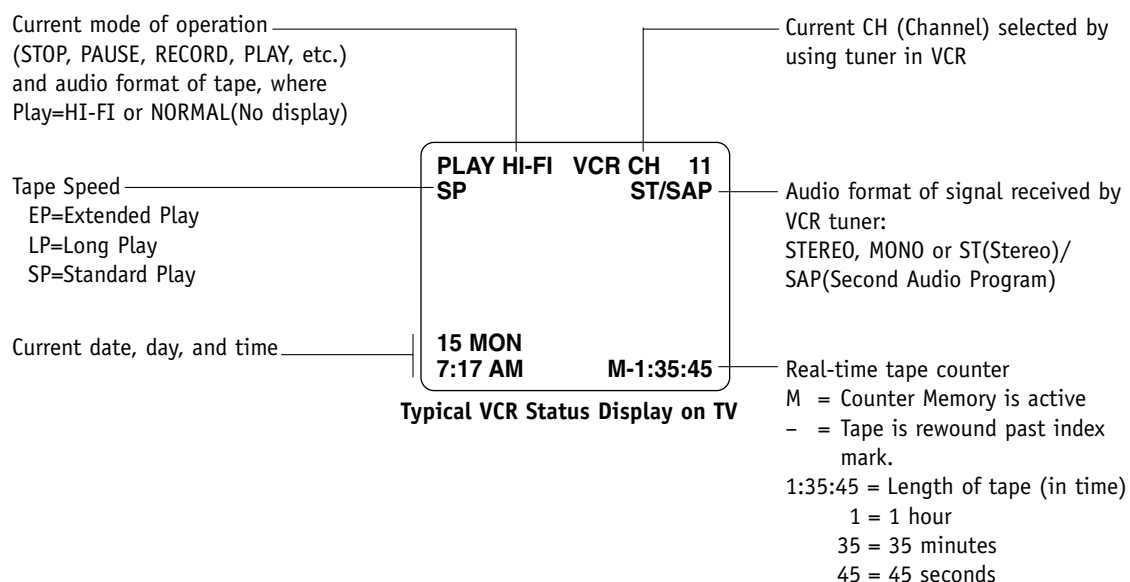 Current mode of operation
(STOP, PAUSE, RECORD, PLAY, etc.)
and audio format of tape, where
Play=HI-FI or NORMAL(No display)
Current CH (Channel) selected by
using tuner in VCR
PLAY HI-FI VCR CH 11
SP ST/SAP
Tape Speed
EP=Extended Play
LP=Long Play
SP=Standard Play
Audio format of signal received by
VCR tuner:
STEREO, MONO or ST(Stereo)/
SAP(Second Audio Program)
Current date, day, and time
15 MON
7:17 AM M-1:35:45
Typical VCR Status Display on TV
Real-time tape counter
M = Counter Memory is active
– = Tape is rewound past index
mark.
1:35:45 = Length of tape (in time)
1 = 1 hour
35 = 35 minutes
45 = 45 seconds